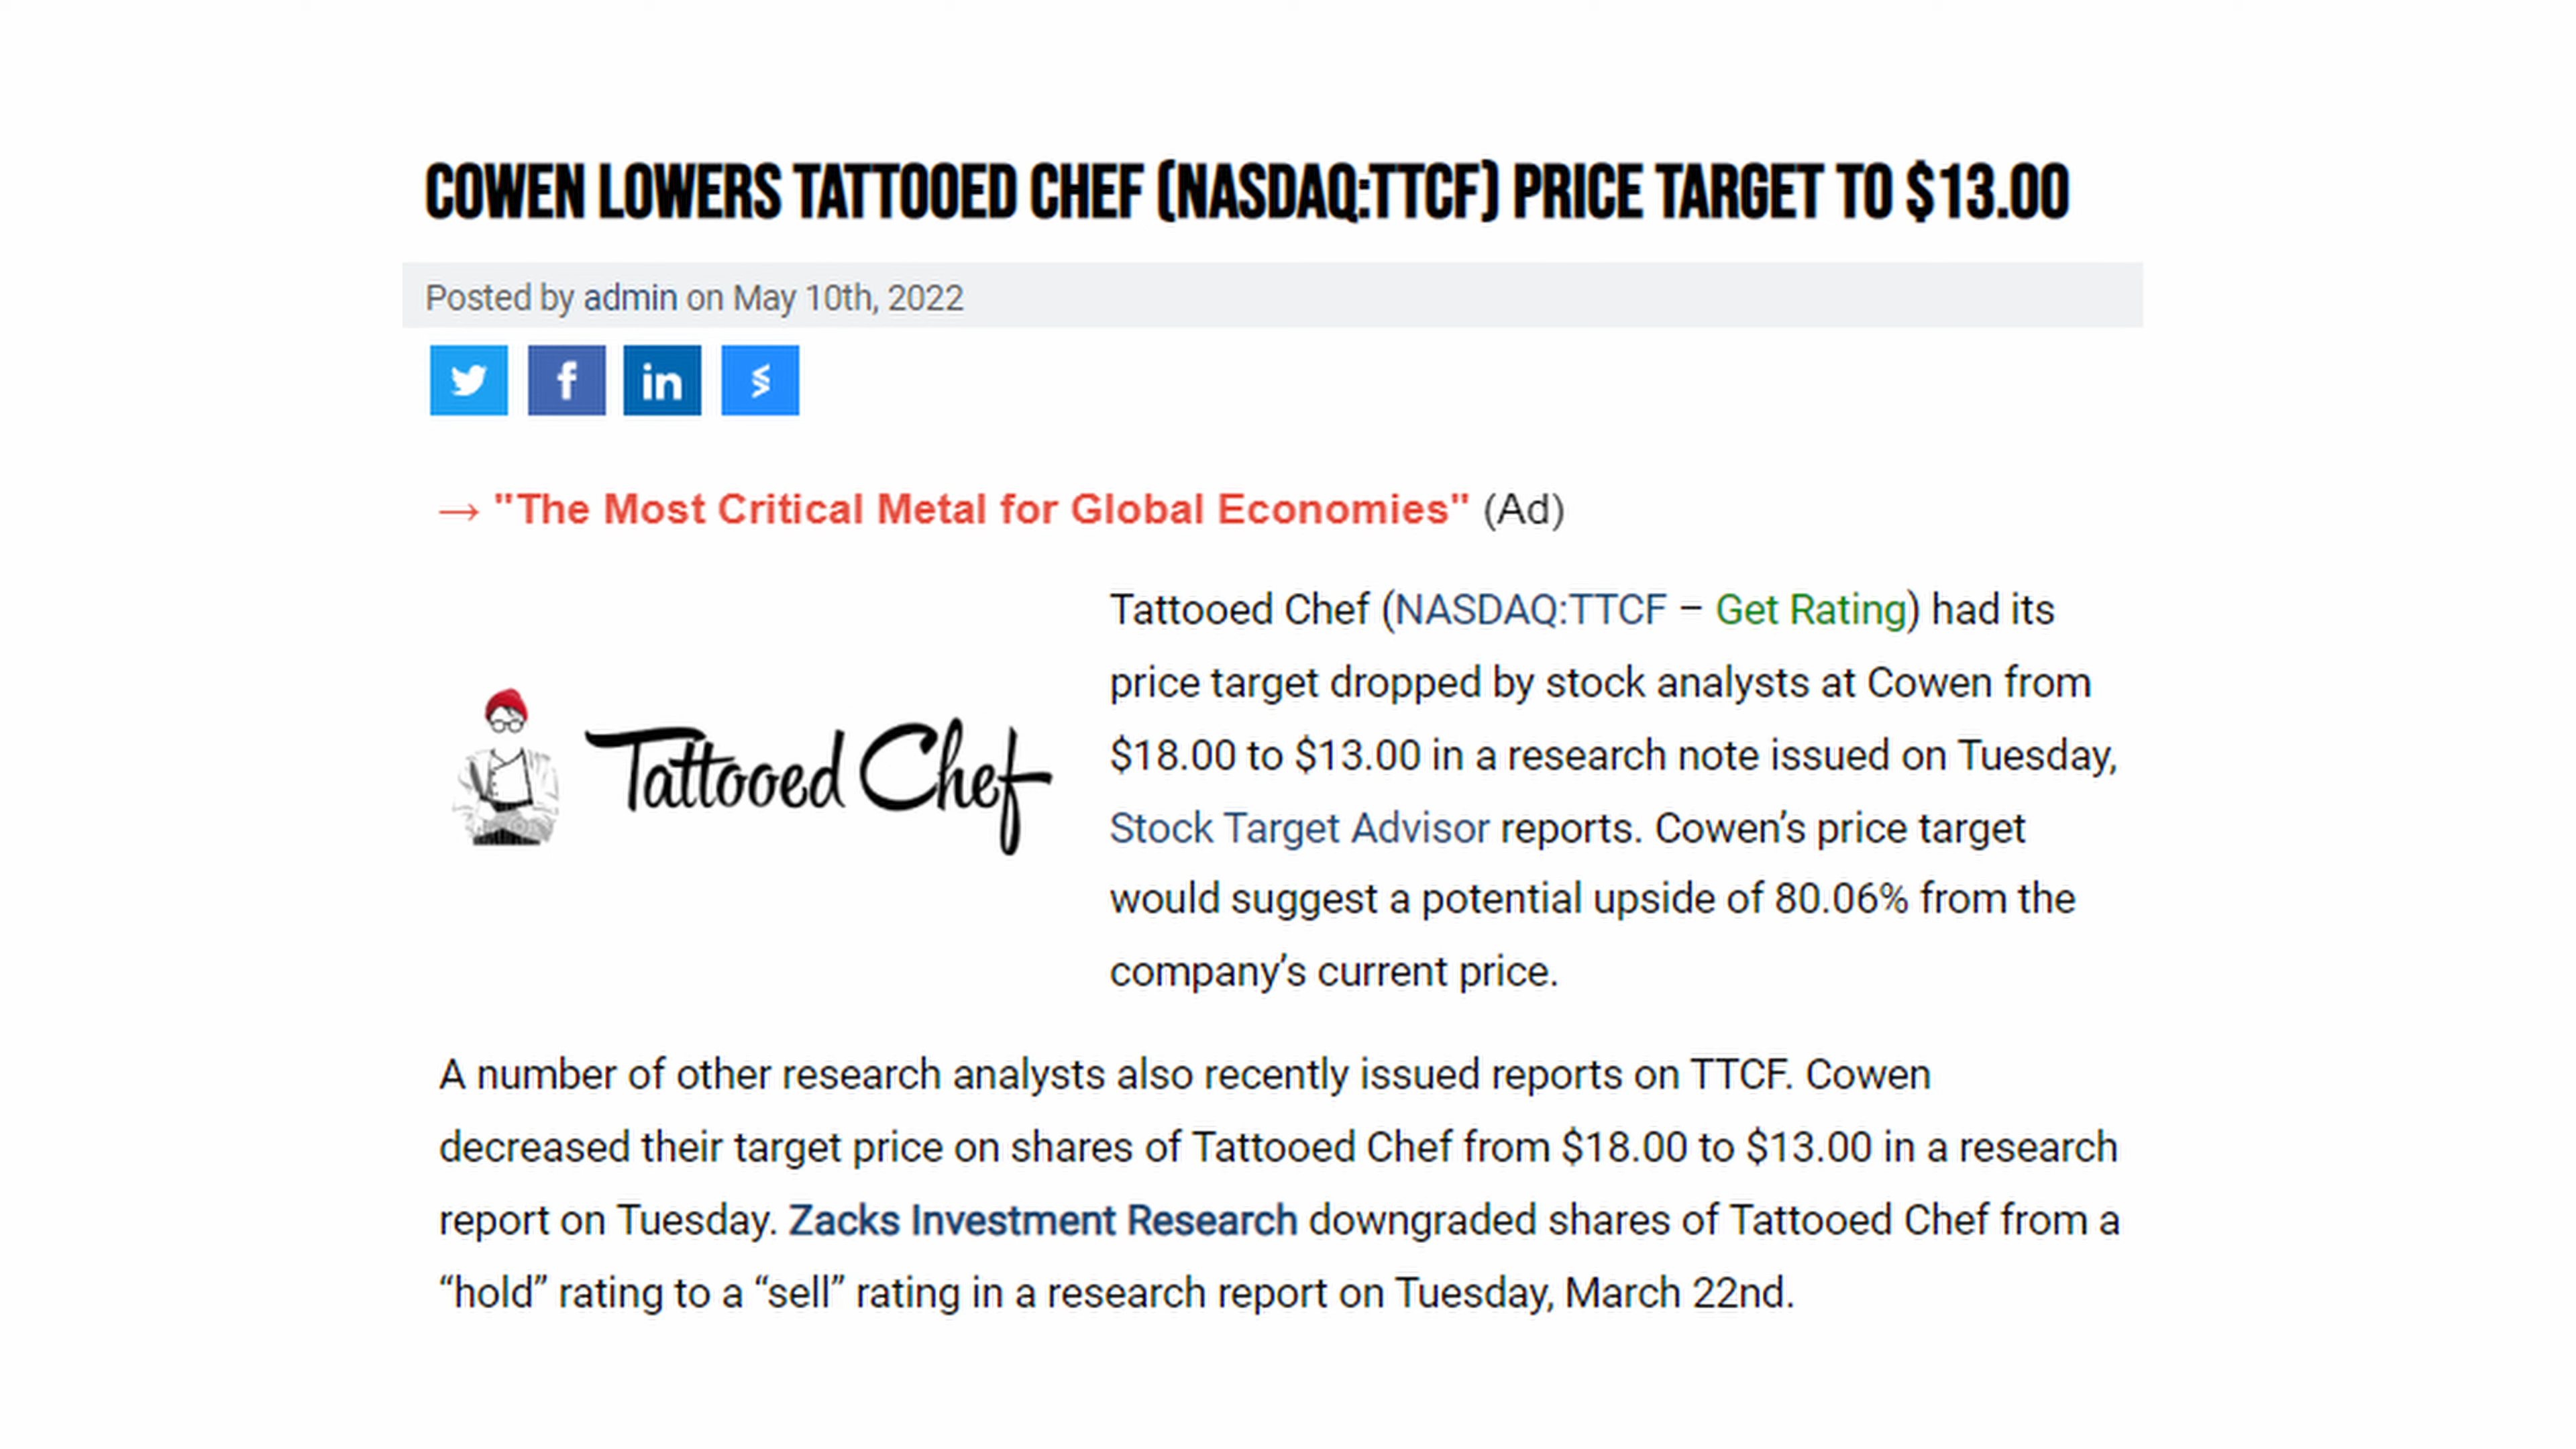 COWEN LOWERS TATTOOED CHEF (NASDAQ:TTCF) PRICE TARGET TO $13.00
Posted by admin on May 10th, 2022
→ "The Most Critical Metal for Global Economies" (Ad)
Tattooed Chef
Tattooed Chef (NASDAQ:TTCF – Get Rating) had its
price target dropped by stock analysts at Cowen from
$18.00 to $13.00 in a research note issued on Tuesday,
Stock Target Advisor reports. Cowen’s price target
would suggest a potential upside of 80.06% from the
company’s current price.
A number of other research analysts also recently issued reports on TTCF. Cowen
decreased their target price on shares of Tattooed Chef from $18.00 to $13.00 in a research
report on Tuesday. Zacks Investment Research downgraded shares of Tattooed Chef from a
“hold” rating to a “sell” rating in a research report on Tuesday, March 22nd.